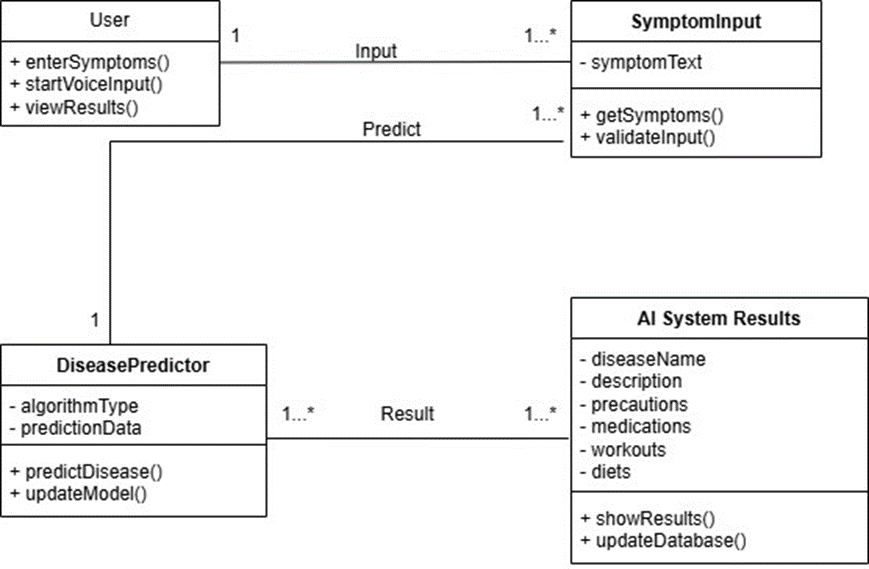 User
+ enterSymptoms()
+ startVoiceInput()
+ viewResults()
1
Input
1...*
SymptomInput
- symptomText
+ getSymptoms()
+ validateInput()
1...*
Predict
1
DiseasePredictor
- algorithmType
- predictionData
+ predictDisease()
+ updateModel()
1...*
Result
1...*
AI System Results
- diseaseName
- description
- precautions
- medications
- workouts
- diets
+ showResults()
+ updateDatabase()